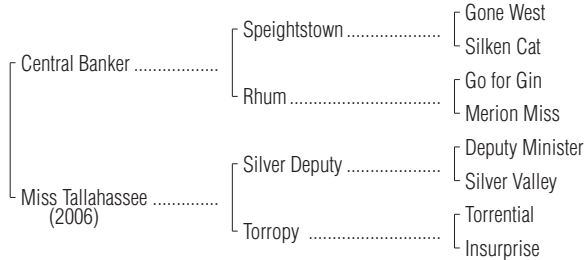 Gone West
Speightstown ....................
Silken Cat
Central Banker ..................
Go for Gin
Rhum ................................
Merion Miss
Deputy Minister
Silver Deputy ....................
Silver Valley
Miss Tallahassee ..............
(2006)
Torrential
Torropy ............................
Insurprise